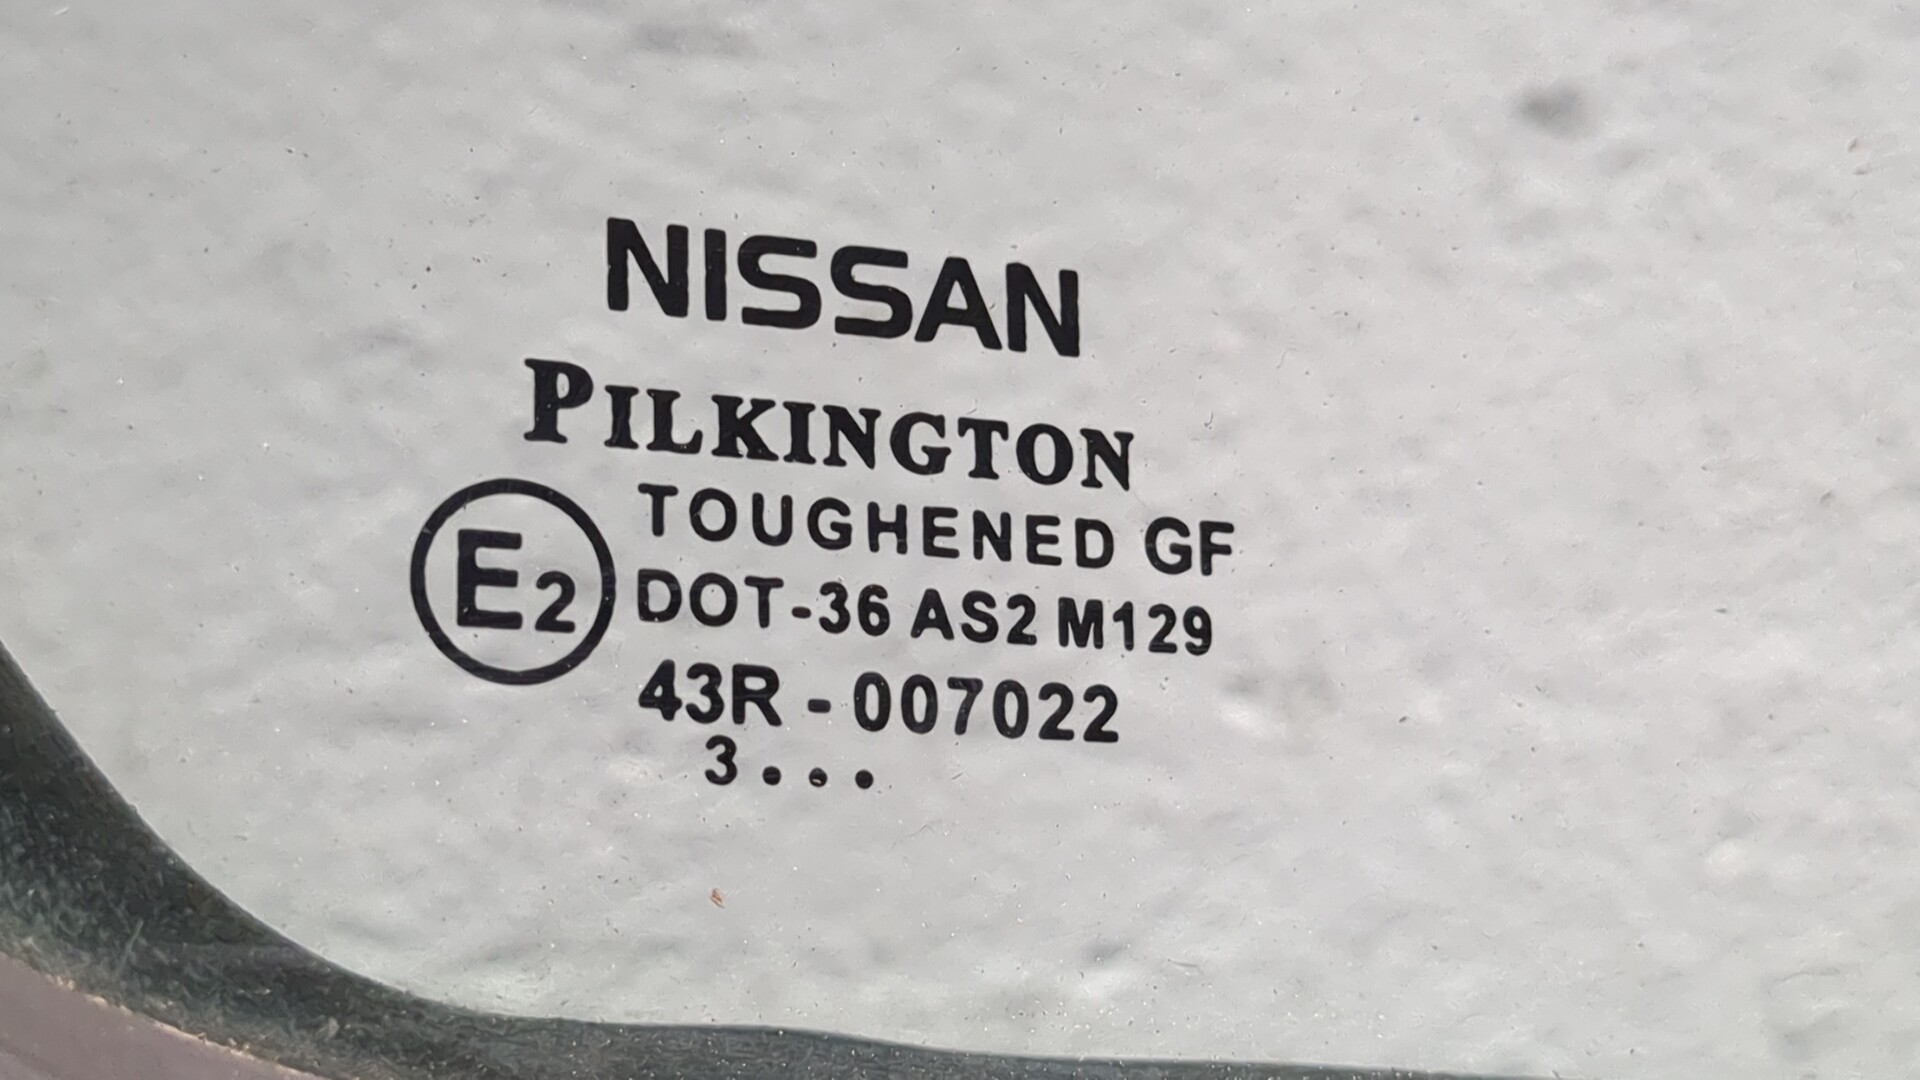 NISSAN
PILKINGTON
TOUGHENED GF
E2 DOT-36 AS2 M129
43R - 007022
3...